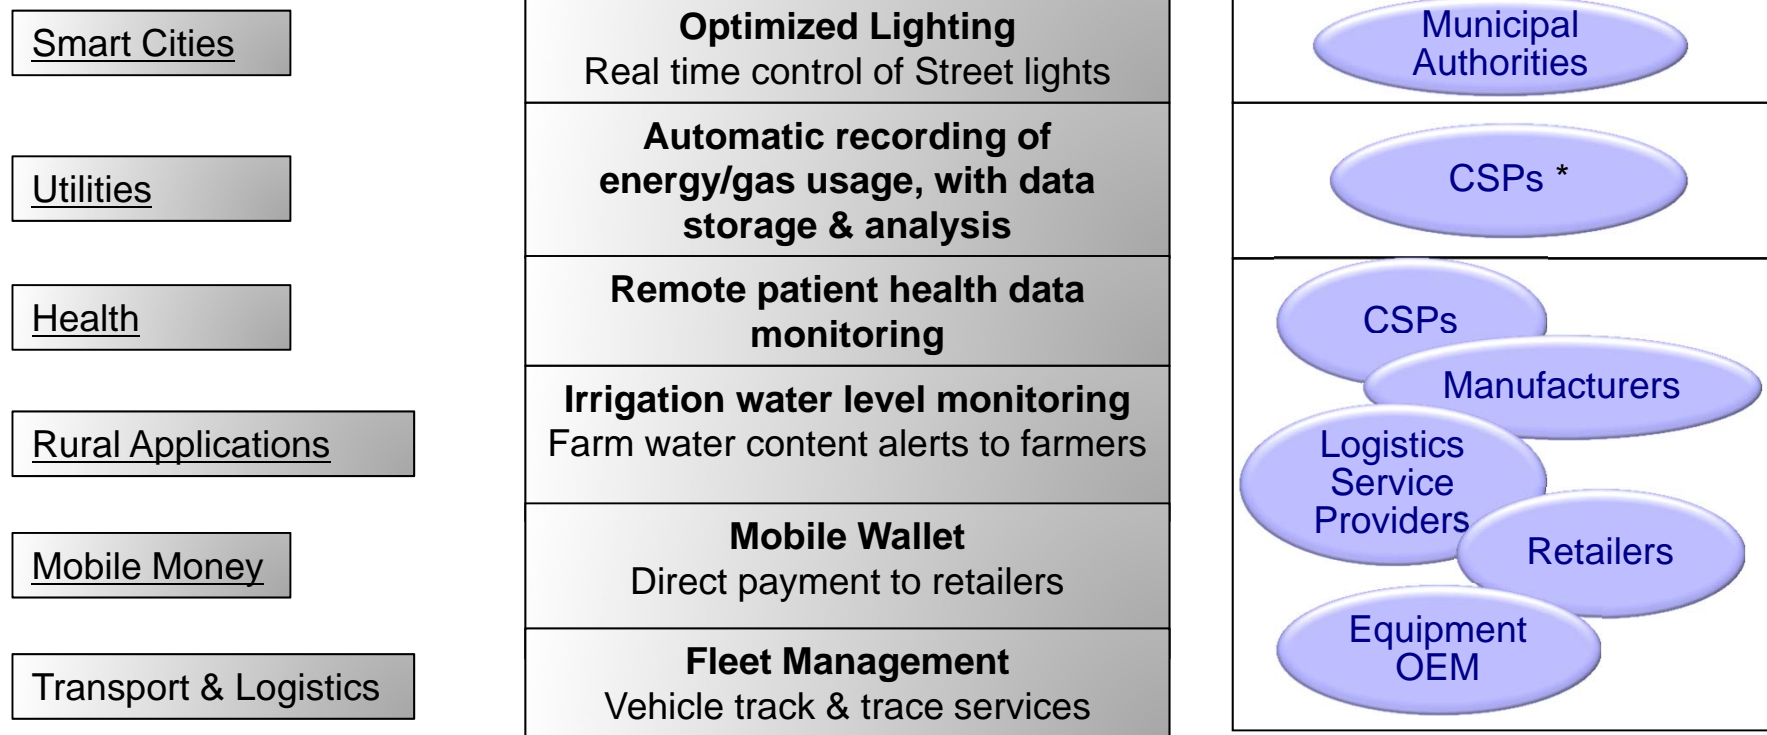 Smart Cities
Optimized Lighting
Real time control of Street lights
Municipal
Authorities
Utilities
Automatic recording of
energy/gas usage, with data
storage & analysis
CSPs *
Health
Remote patient health data
monitoring
CSPs
Manufacturers
Rural Applications
Irrigation water level monitoring
Farm water content alerts to farmers
Logistics
Service
Providers
Mobile Money
Mobile Wallet
Direct payment to retailers
Retailers
Transport & Logistics
Fleet Management
Vehicle track & trace services
Equipment
OEM